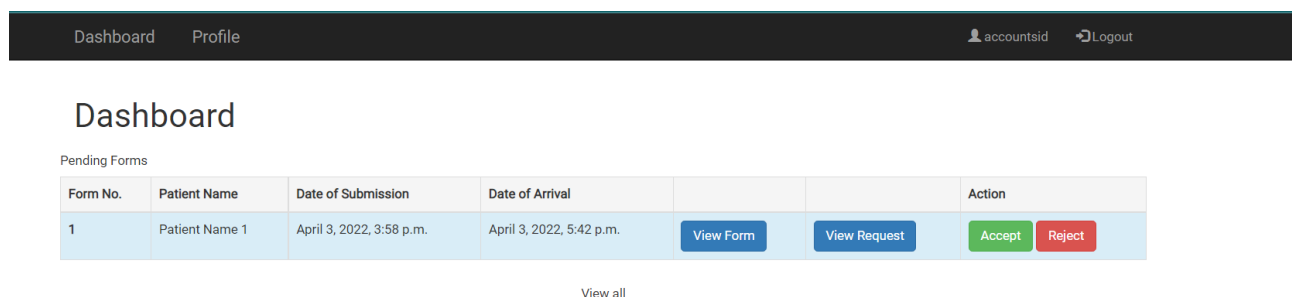 Dashboard Profile accountsid Logout
Dashboard
Pending Forms
Form No. Patient Name Date of Submission Date of Arrival Action
1 Patient Name 1 April 3, 2022, 3:58 p.m. April 3, 2022, 5:42 p.m. View Form View Request Accept Reject
View all